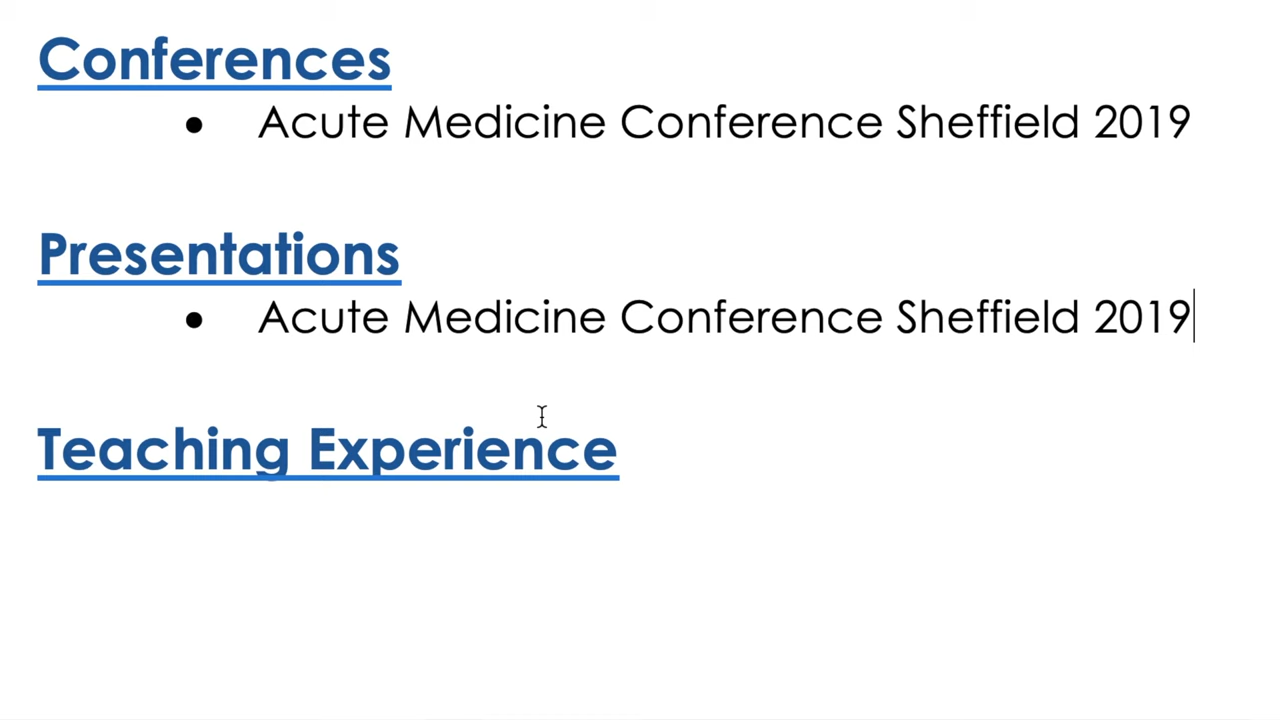 Conferences
● Acute Medicine Conference Sheffield 2019
Presentations
● Acute Medicine Conference Sheffield 2019
Teaching Experience